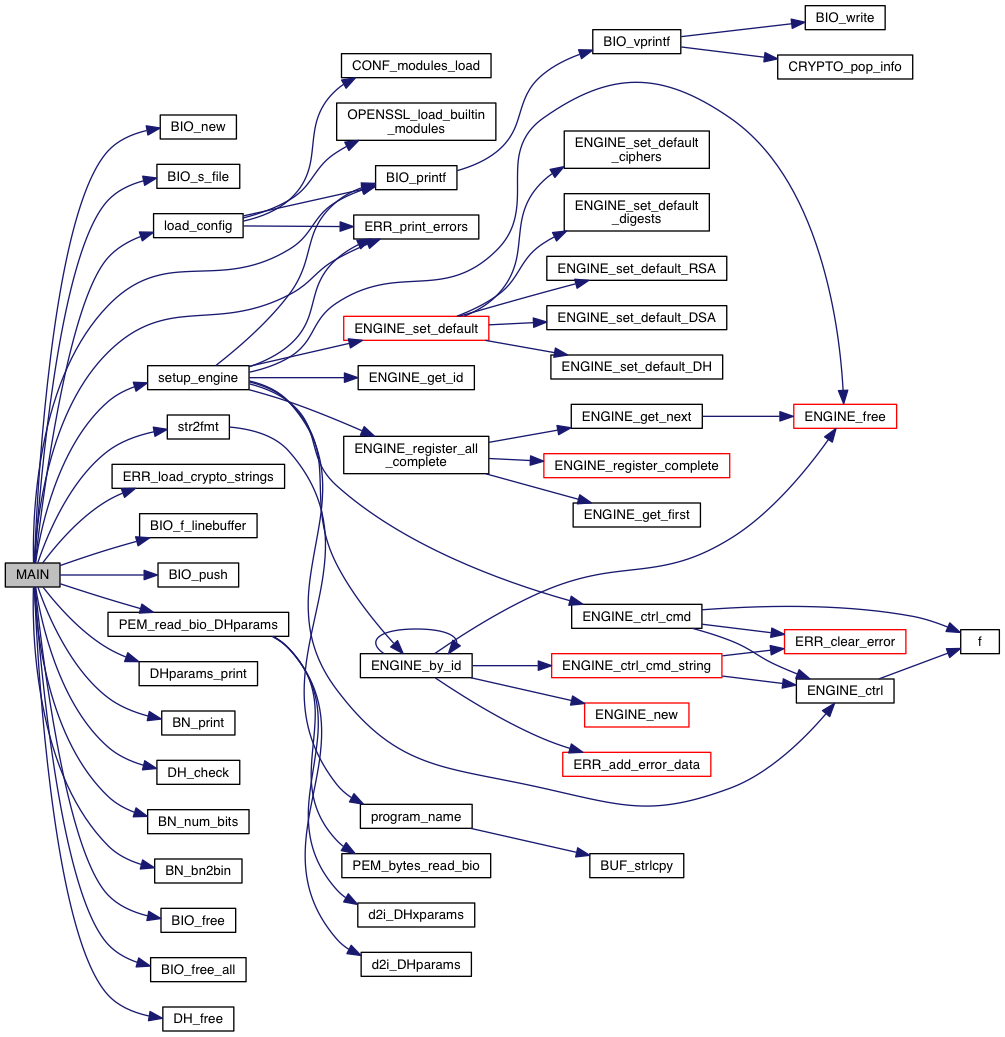 MAIN
BIO_new
BIO_s_file
load_config
setup_engine
str2fmt
ERR_load_crypto_strings
BIO_f_linebuffer
BIO_push
PEM_read_bio_DHparams
DHparams_print
BN_print
DH_check
BN_num_bits
BN_bn2bin
BIO_free
BIO_free_all
DH_free
CONF_modules_load
OPENSSL_load_builtin
_modules
BIO_printf
ERR_print_errors
ENGINE_set_default
ENGINE_get_id
ENGINE_register_all
_complete
ENGINE_by_id
program_name
PEM_bytes_read_bio
d2i_DHxparams
d2i_DHparams
BIO_vprintf
ENGINE_set_default
_ciphers
ENGINE_set_default
_digests
ENGINE_set_default_RSA
ENGINE_set_default_DSA
ENGINE_set_default_DH
ENGINE_get_next
ENGINE_register_complete
ENGINE_get_first
ENGINE_ctrl_cmd
ENGINE_ctrl_cmd_string
ENGINE_new
ERR_add_error_data
BUF_strlcpy
BIO_write
CRYPTO_pop_info
ENGINE_free
ERR_clear_error
ENGINE_ctrl
f